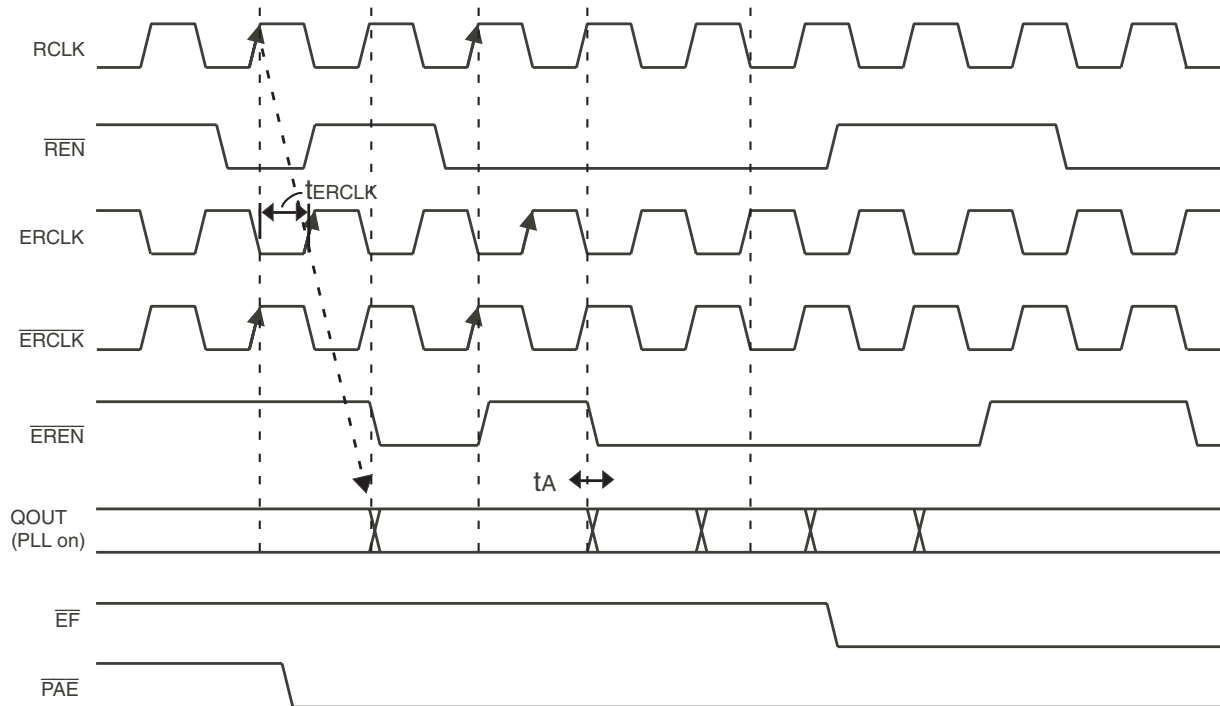 RCLK
REN
tERCLK
ERCLK
ERCLK
EREN
tA
QOUT
(PLL on)
EF
PAE